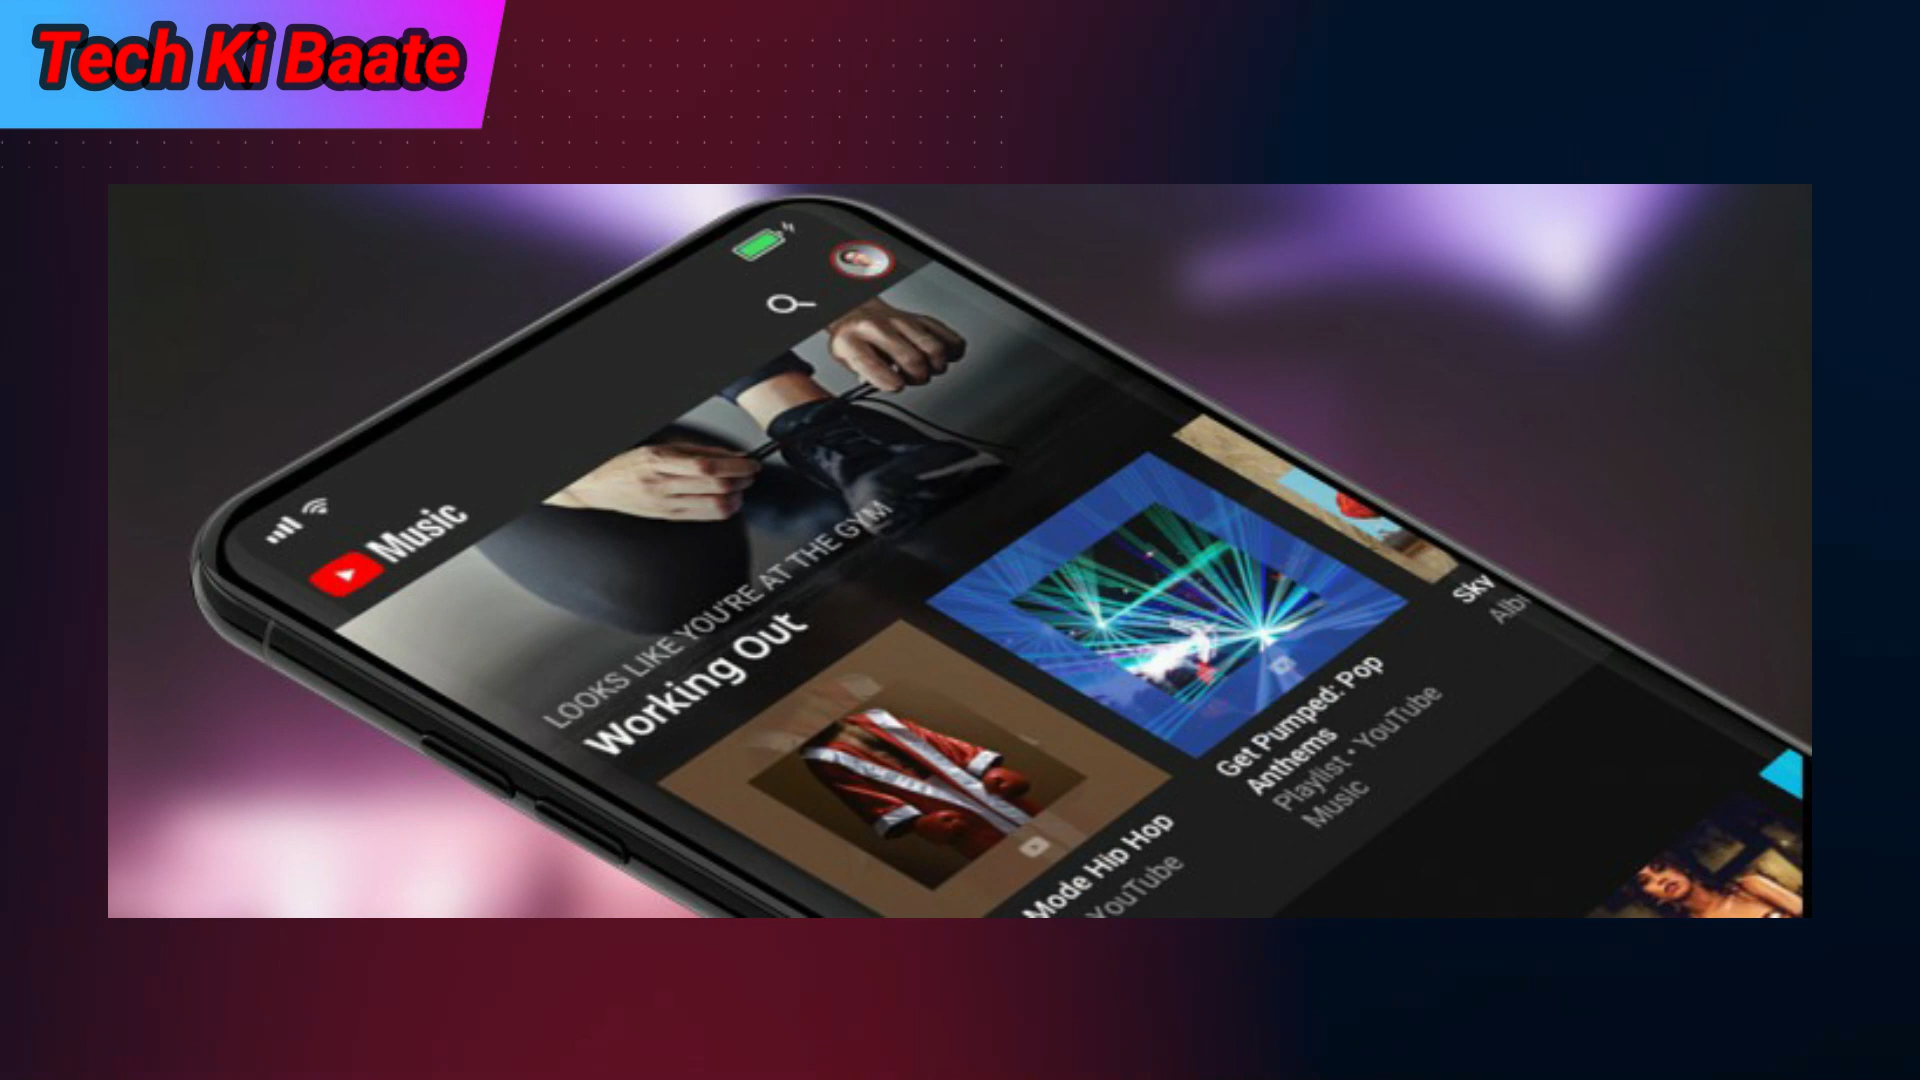 Tech Ki Baate
Music
LOOKS LIKE YOU'RE AT THE GYM
Working Out
Get Pumped: Pop
Anthems
Playlist • YouTube
Music
Sky
Mode Hip Hop
YouTube